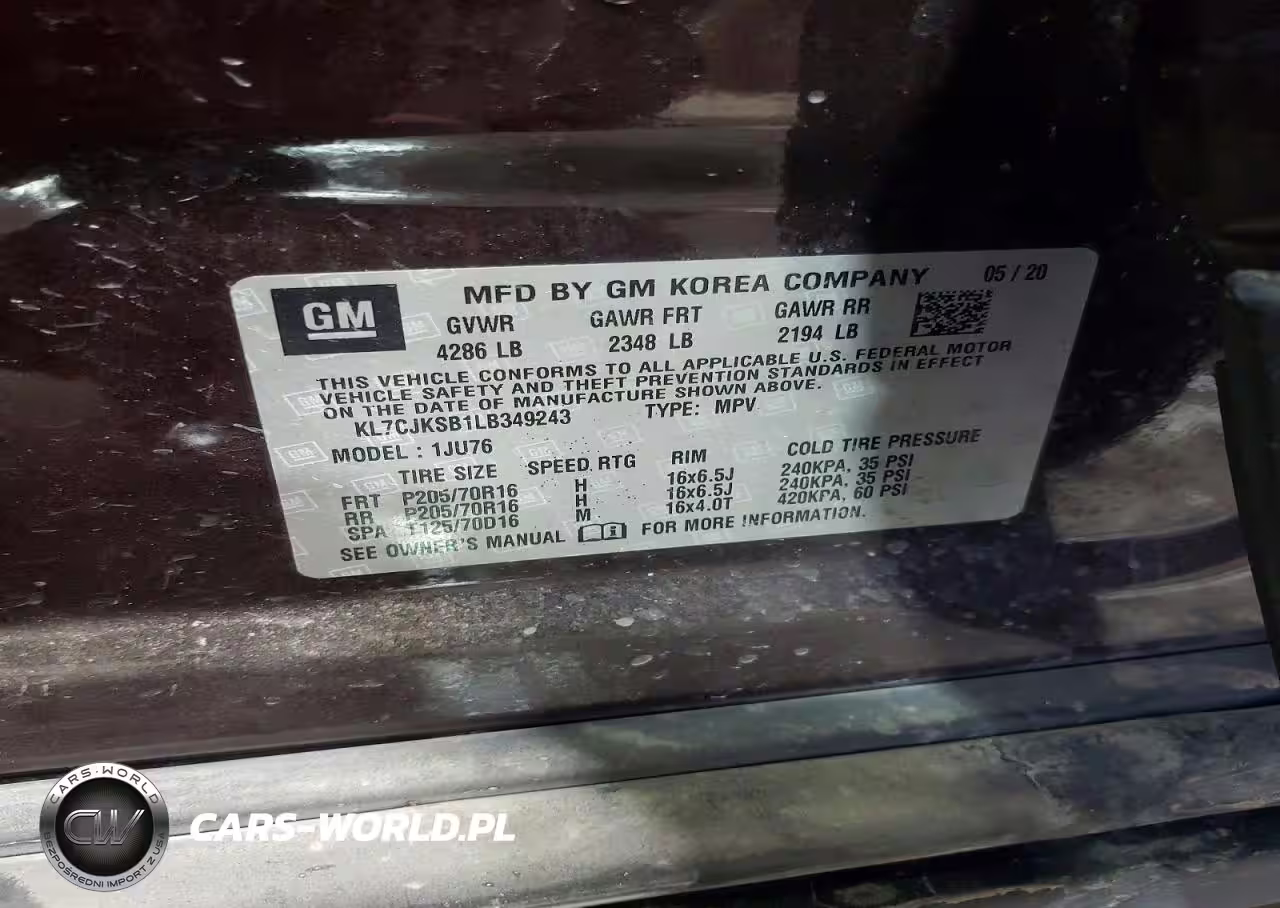 GM
MFD BY GM KOREA COMPANY 05 / 20
GVWR GAWR FRT GAWR RR
4286 LB 2348 LB 2194 LB
THIS VEHICLE CONFORMS TO ALL APPLICABLE U.S. FEDERAL MOTOR
VEHICLE SAFETY AND THEFT PREVENTION STANDARDS IN EFFECT
ON THE DATE OF MANUFACTURE SHOWN ABOVE.
KL7CJKSB1LB349243 TYPE: MPV
MODEL : 1JU76
TIRE SIZE SPEED RTG RIM COLD TIRE PRESSURE
FRT P205/70R16 H 16x6.5J 240KPA, 35 PSI
RR P205/70R16 H 16x6.5J 240KPA, 35 PSI
SPA T125/70D16 M 16x4.0T 420KPA, 60 PSI
SEE OWNER'S MANUAL FOR MORE INFORMATION.
CARS-WORLD
CW
BEZPOŚREDNI IMPORT Z USA
CARS-WORLD.PL